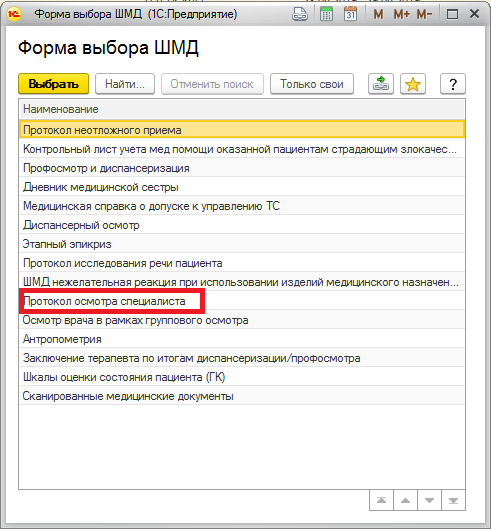 Форма выбора ШМД (1С:Предприятие)
31
M M+ M-
Форма выбора ШМД
Выбрать Найти... Отменить поиск Только свои ?
Наименование
Протокол неотложного приема
Контрольный лист учета мед помощи оказанной пациентам страдающим злокачес...
Профосмотр и диспансеризация
Дневник медицинской сестры
Медицинская справка о допуске к управлению ТС
Диспансерный осмотр
Этапный эпикриз
Протокол исследования речи пациента
ШМД нежелательная реакция при использовании изделий медицинского назначен...
Протокол осмотра специалиста
Осмотр врача в рамках группового осмотра
Антропометрия
Заключение терапевта по итогам диспансеризации/профосмотра
Шкалы оценки состояния пациента (ГК)
Сканированные медицинские документы